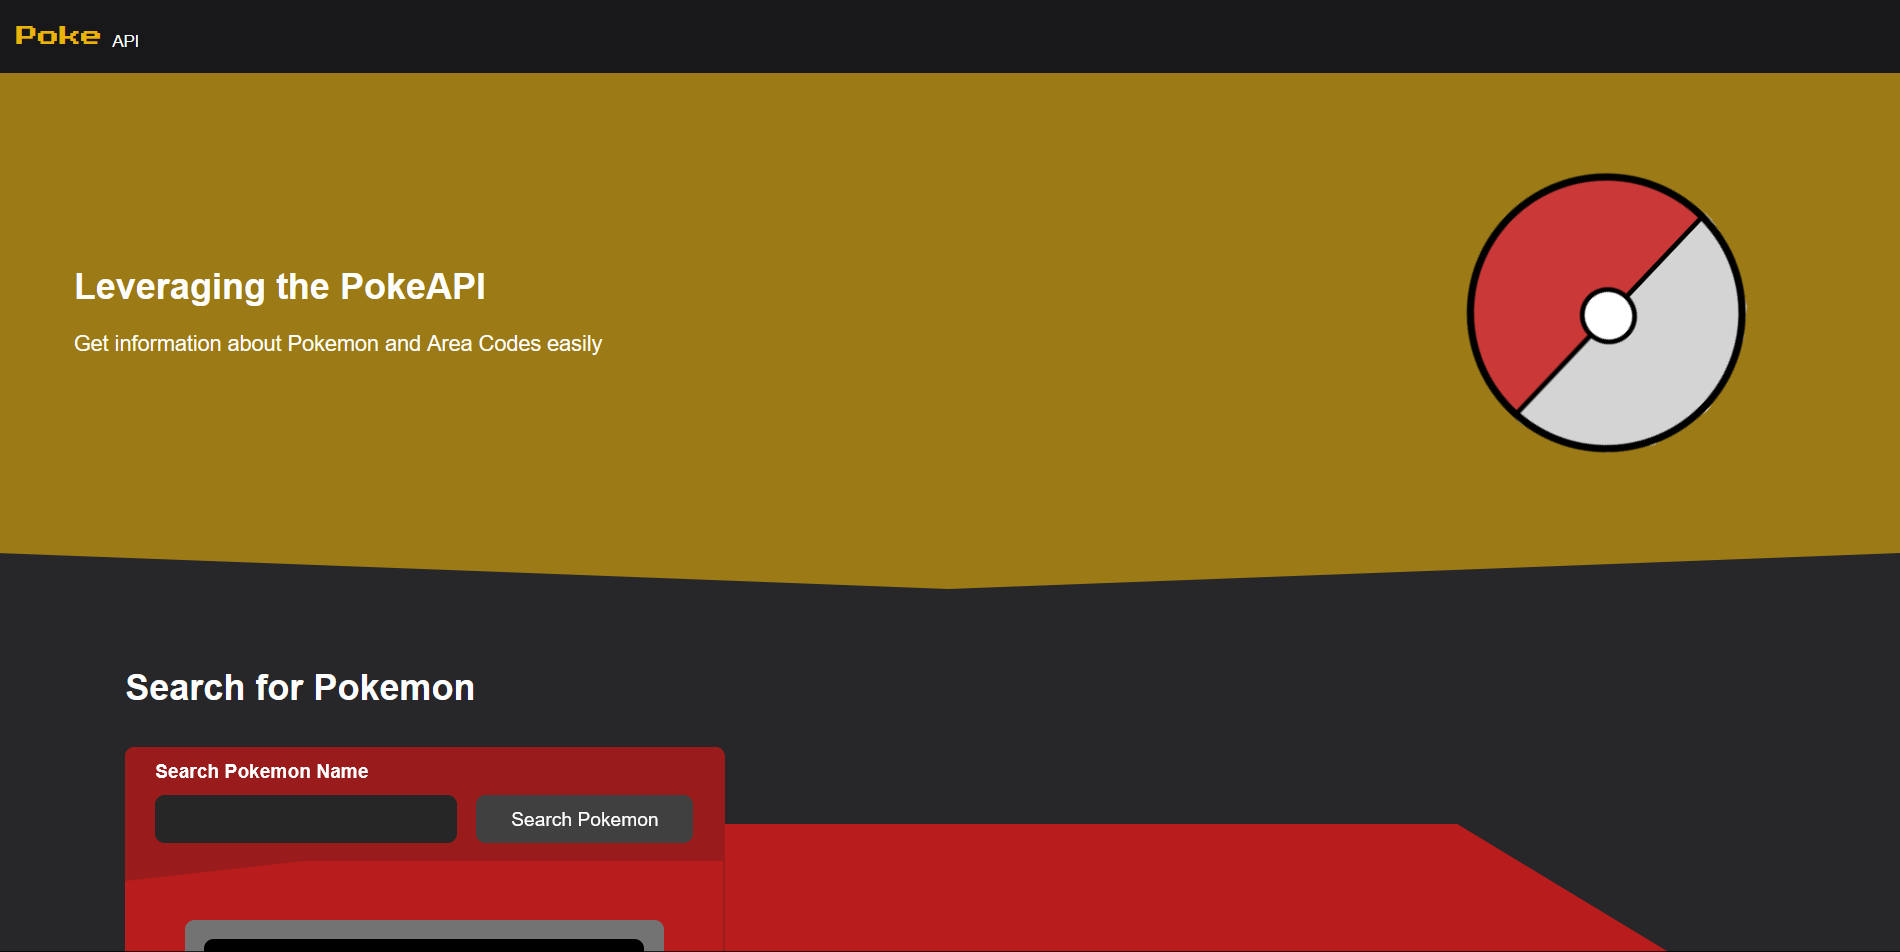 Poke API
Leveraging the PokeAPI
Get information about Pokemon and Area Codes easily
Search for Pokemon
Search Pokemon Name
Search Pokemon